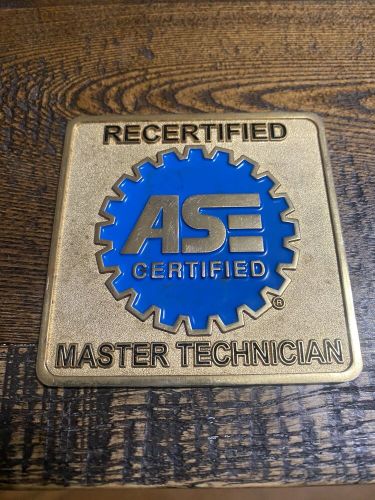 RECERTIFIED
ASE
CERTIFIED
®
MASTER TECHNICIAN